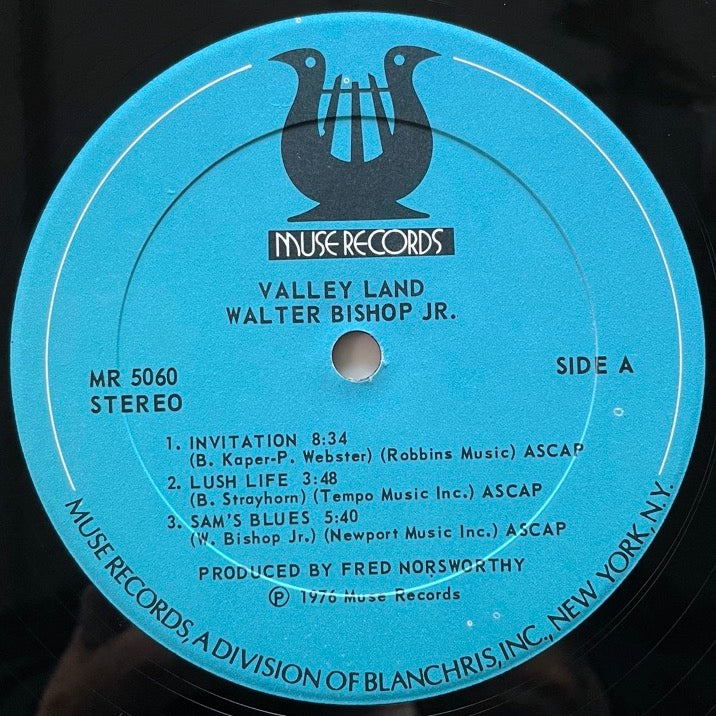 MUSE RECORDS
VALLEY LAND
WALTER BISHOP JR.
MR 5060
STEREO
SIDE A
1. INVITATION 8:34
(B. Kaper-P. Webster) (Robbins Music) ASCAP
2. LUSH LIFE 3:48
(B. Strayhorn) (Tempo Music Inc.) ASCAP
3. SAM'S BLUES 5:40
(W. Bishop Jr.) (Newport Music Inc.) ASCAP
PRODUCED BY FRED NORSWORTHY
℗ 1976 Muse Records
MUSE RECORDS, A DIVISION OF BLANCHRIS, INC., NEW YORK, N.Y.